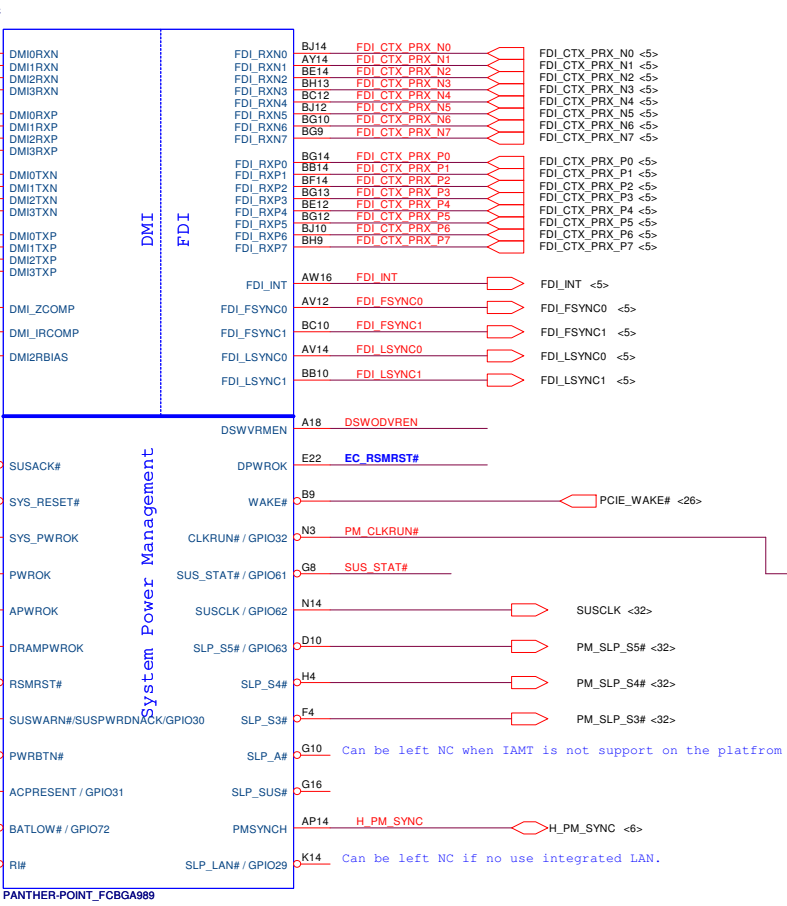 DMI0RXN FDI_RXN0 BJ14 FDI_CTX_PRX_N0 FDI_CTX_PRX_N0 <5>
DMI1RXN FDI_RXN1 AY14 FDI_CTX_PRX_N1 FDI_CTX_PRX_N1 <5>
DMI2RXN FDI_RXN2 BE14 FDI_CTX_PRX_N2 FDI_CTX_PRX_N2 <5>
DMI3RXN FDI_RXN3 BH13 FDI_CTX_PRX_N3 FDI_CTX_PRX_N3 <5>
FDI_RXN4 BC12 FDI_CTX_PRX_N4 FDI_CTX_PRX_N4 <5>
DMI0RXP FDI_RXN5 BJ12 FDI_CTX_PRX_N5 FDI_CTX_PRX_N5 <5>
DMI1RXP FDI_RXN6 BG10 FDI_CTX_PRX_N6 FDI_CTX_PRX_N6 <5>
DMI2RXP FDI_RXN7 BG9 FDI_CTX_PRX_N7 FDI_CTX_PRX_N7 <5>
DMI3RXP
FDI_RXP0 BG14 FDI_CTX_PRX_P0 FDI_CTX_PRX_P0 <5>
DMI0TXN FDI_RXP1 BB14 FDI_CTX_PRX_P1 FDI_CTX_PRX_P1 <5>
DMI1TXN FDI_RXP2 BF14 FDI_CTX_PRX_P2 FDI_CTX_PRX_P2 <5>
DMI2TXN FDI_RXP3 BG13 FDI_CTX_PRX_P3 FDI_CTX_PRX_P3 <5>
DMI3TXN FDI_RXP4 BE12 FDI_CTX_PRX_P4 FDI_CTX_PRX_P4 <5>
FDI_RXP5 BG12 FDI_CTX_PRX_P5 FDI_CTX_PRX_P5 <5>
DMI0TXP FDI_RXP6 BJ10 FDI_CTX_PRX_P6 FDI_CTX_PRX_P6 <5>
DMI1TXP FDI_RXP7 BH9 FDI_CTX_PRX_P7 FDI_CTX_PRX_P7 <5>
DMI2TXP
DMI3TXP
DMI
FDI
FDI_INT AW16 FDI_INT FDI_INT <5>
DMI_ZCOMP FDI_FSYNC0 AV12 FDI_FSYNC0 FDI_FSYNC0 <5>
DMI_IRCOMP FDI_FSYNC1 BC10 FDI_FSYNC1 FDI_FSYNC1 <5>
DMI2RBIAS FDI_LSYNC0 AV14 FDI_LSYNC0 FDI_LSYNC0 <5>
FDI_LSYNC1 BB10 FDI_LSYNC1 FDI_LSYNC1 <5>
System Power Management
DSWVRMEN A18 DSWODVREN
SUSACK# DPWROK E22 EC_RSMRST#
SYS_RESET# WAKE# B9 PCIE_WAKE# <26>
SYS_PWROK CLKRUN# / GPIO32 N3 PM_CLKRUN#
PWROK SUS_STAT# / GPIO61 G8 SUS_STAT#
APWROK SUSCLK / GPIO62 N14 SUSCLK <32>
DRAMPWROK SLP_S5# / GPIO63 D10 PM_SLP_S5# <32>
RSMRST# SLP_S4# H4 PM_SLP_S4# <32>
SUSWARN#/SUSPWRDNACK/GPIO30 SLP_S3# F4 PM_SLP_S3# <32>
PWRBTN# SLP_A# G10 Can be left NC when IAMT is not support on the platfrom
ACPRESENT / GPIO31 SLP_SUS# G16
BATLOW# / GPIO72 PMSYNCH AP14 H_PM_SYNC H_PM_SYNC <6>
RI# SLP_LAN# / GPIO29 K14 Can be left NC if no use integrated LAN.
PANTHER-POINT_FCBGA989